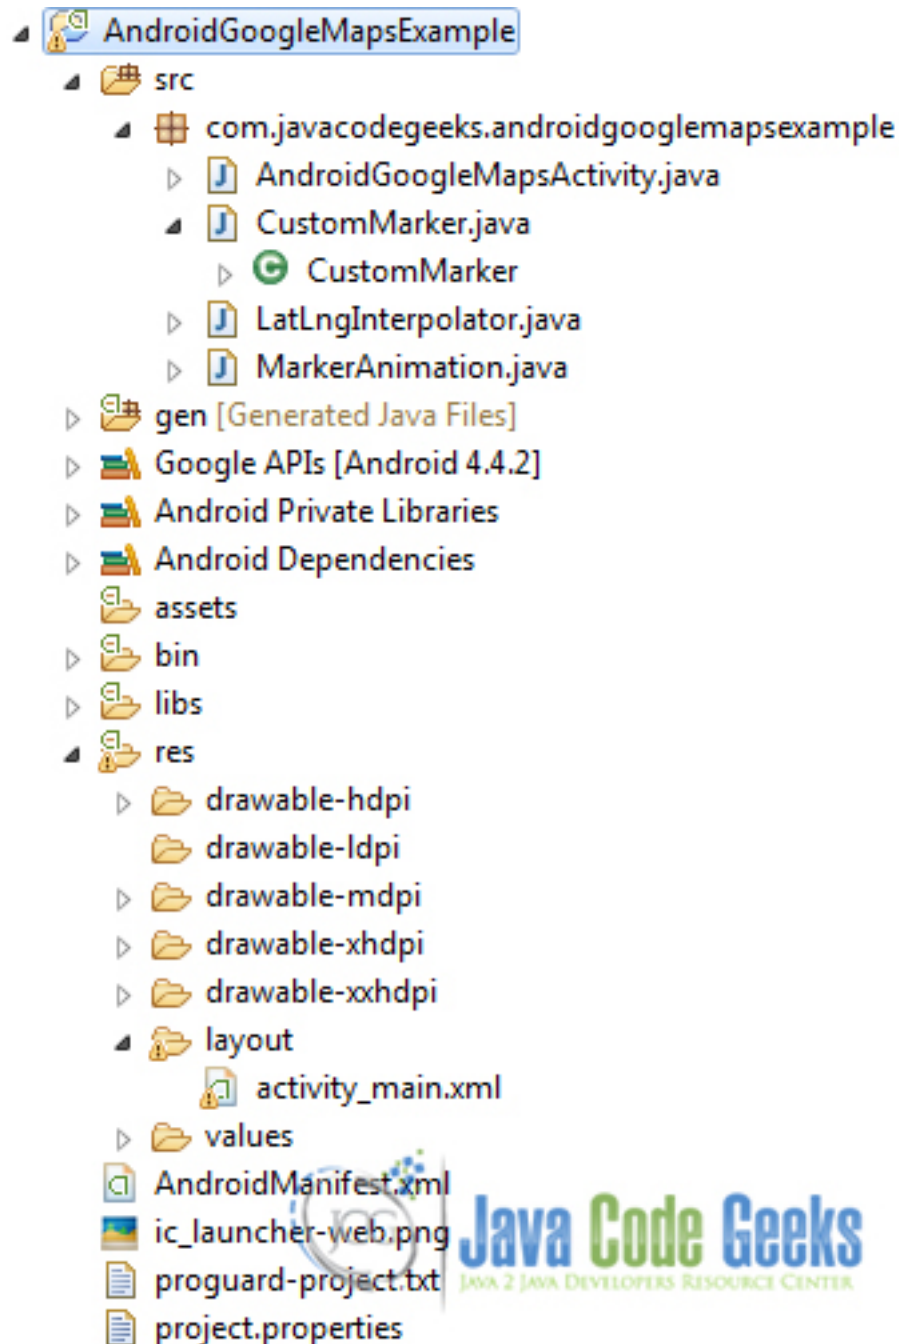 AndroidGoogleMapsExample
src
com.javacodegeeks.androidgooglemapsexample
AndroidGoogleMapsActivity.java
CustomMarker.java
CustomMarker
LatLngInterpolator.java
MarkerAnimation.java
gen [Generated Java Files]
Google APIs [Android 4.4.2]
Android Private Libraries
Android Dependencies
assets
bin
libs
res
drawable-hdpi
drawable-ldpi
drawable-mdpi
drawable-xhdpi
drawable-xxhdpi
layout
activity_main.xml
values
AndroidManifest.xml
ic_launcher-web.png
proguard-project.txt
project.properties
JCG
Java Code Geeks
JAVA 2 JAVA DEVELOPERS RESOURCE CENTER